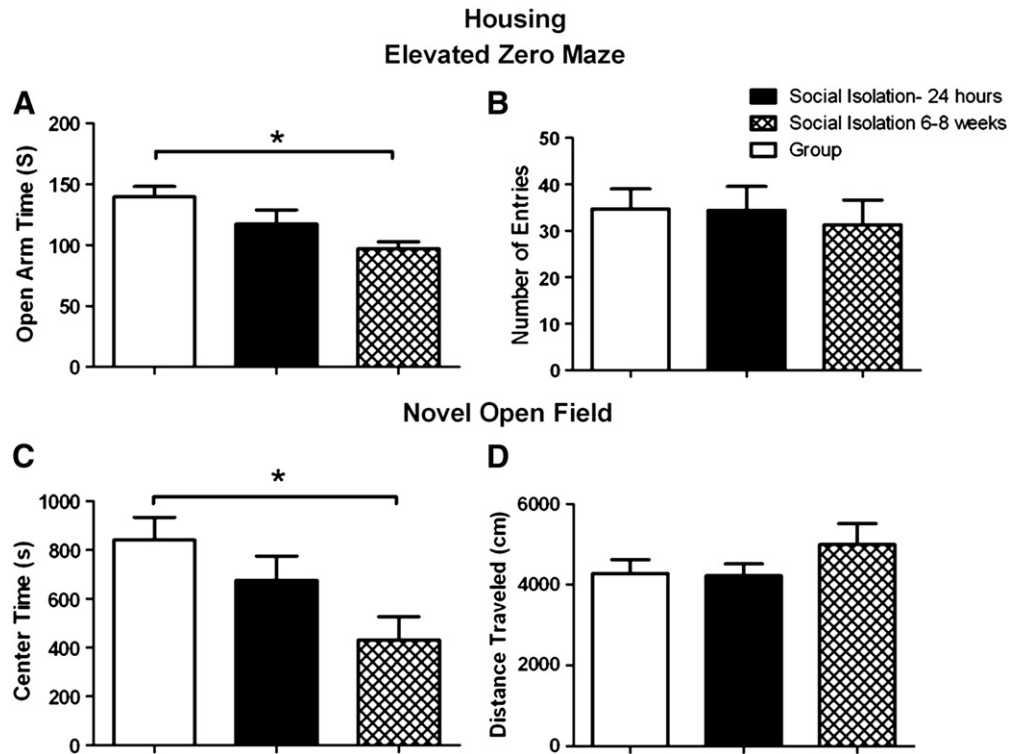 Housing
Elevated Zero Maze
A
B
Social Isolation- 24 hours
Social Isolation 6-8 weeks
Group
Open Arm Time (S)
200
150
100
50
0
*
Number of Entries
50
40
30
20
10
0
Novel Open Field
C
D
Center Time (s)
1000
800
600
400
200
0
*
Distance Traveled (cm)
6000
4000
2000
0